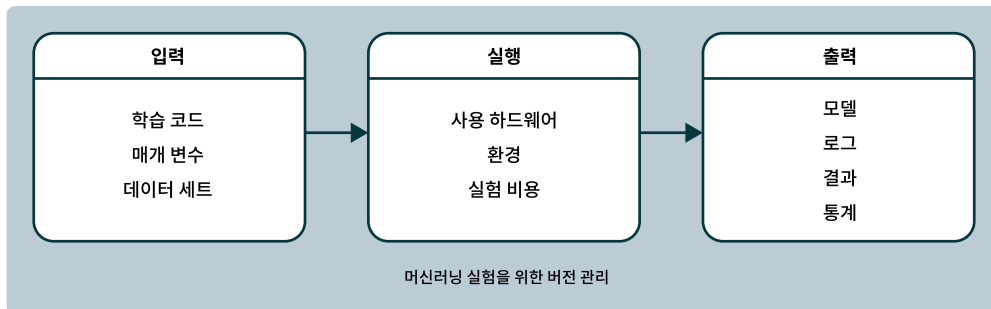 입력
학습 코드
매개 변수
데이터 세트
실행
사용 하드웨어
환경
실험 비용
출력
모델
로그
결과
통계
머신러닝 실험을 위한 버전 관리